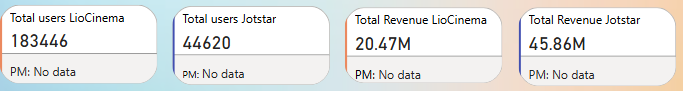 Total users LioCinema
183446
PM: No data
Total users Jotstar
44620
PM: No data
Total Revenue LioCinema
20.47M
PM: No data
Total Revenue Jotstar
45.86M
PM: No data